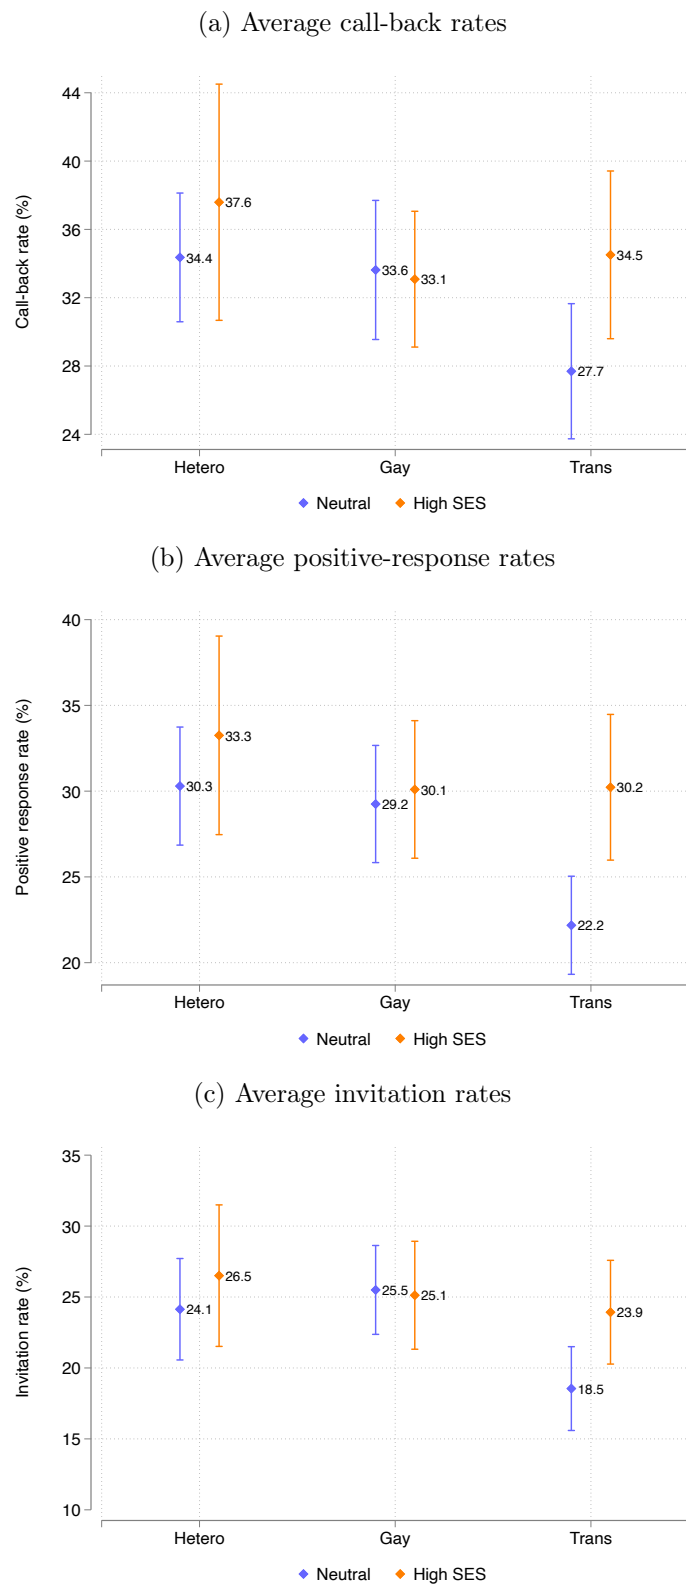 (a) Average call-back rates
44
40
36
32
28
24
Call-back rate (%)
34.4
37.6
33.6
33.1
27.7
34.5
Hetero Gay Trans
Neutral High SES
(b) Average positive-response rates
40
35
30
25
20
Positive response rate (%)
30.3
33.3
29.2
30.1
22.2
30.2
Hetero Gay Trans
Neutral High SES
(c) Average invitation rates
35
30
25
20
15
10
Invitation rate (%)
24.1
26.5
25.5
25.1
18.5
23.9
Hetero Gay Trans
Neutral High SES